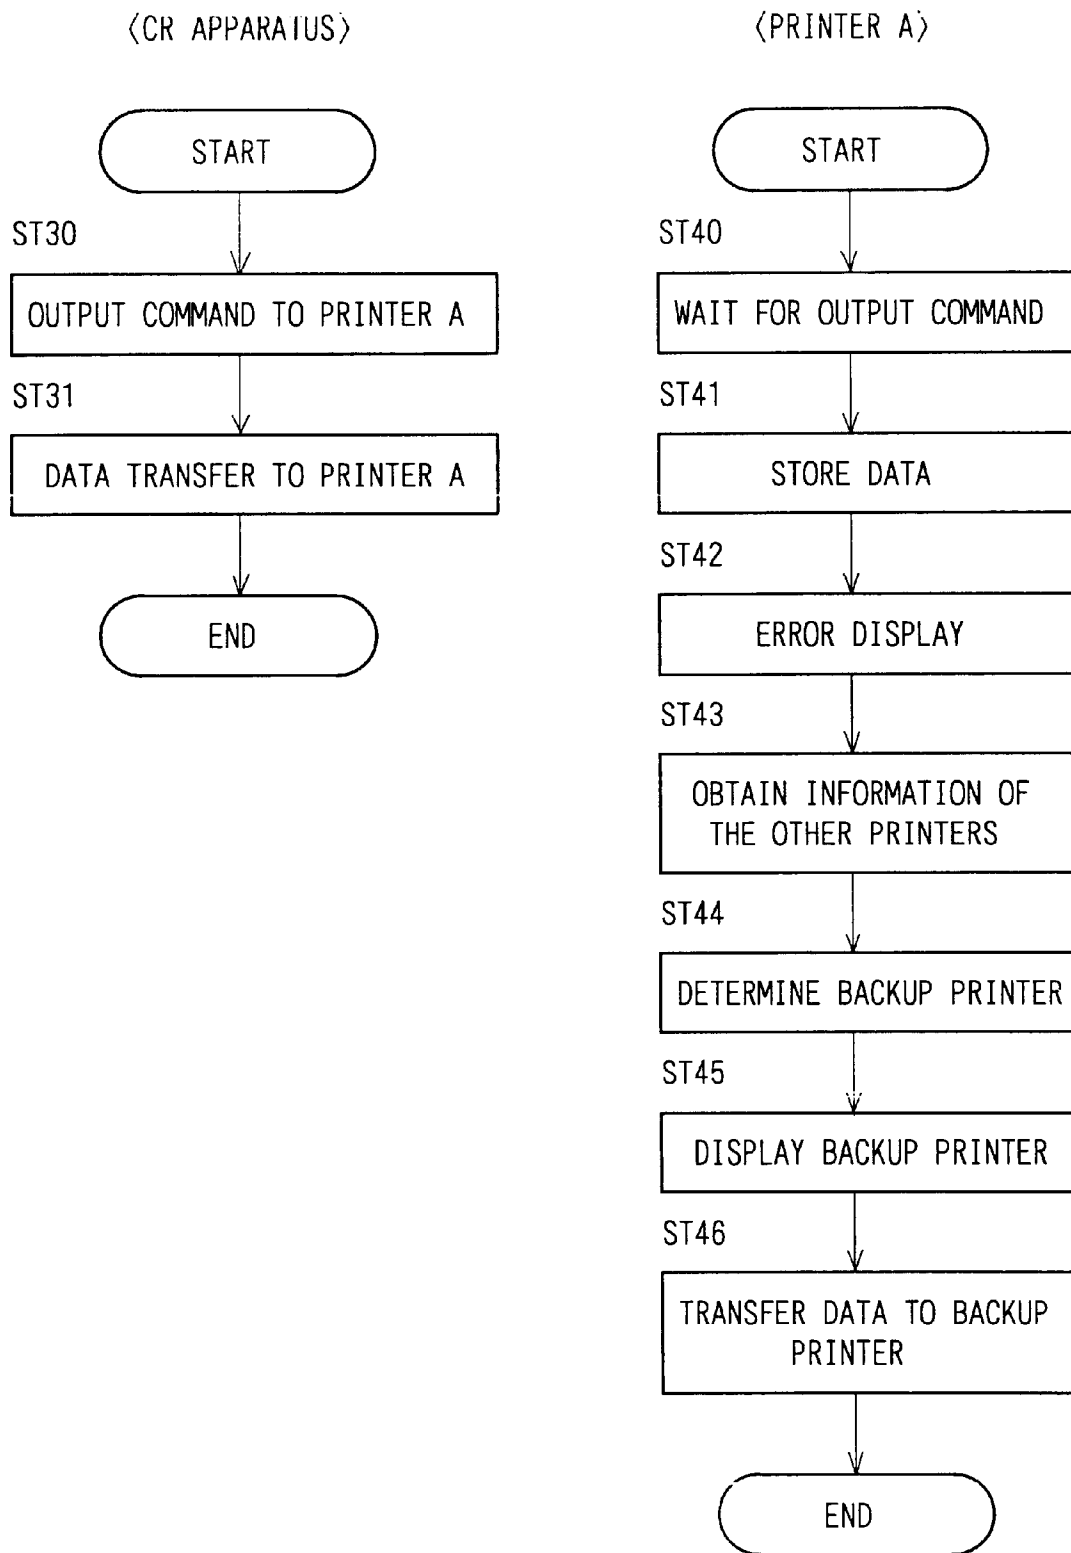 〈CR APPARATUS〉
START
ST30
OUTPUT COMMAND TO PRINTER A
ST31
DATA TRANSFER TO PRINTER A
END
〈PRINTER A〉
START
ST40
WAIT FOR OUTPUT COMMAND
ST41
STORE DATA
ST42
ERROR DISPLAY
ST43
OBTAIN INFORMATION OF
THE OTHER PRINTERS
ST44
DETERMINE BACKUP PRINTER
ST45
DISPLAY BACKUP PRINTER
ST46
TRANSFER DATA TO BACKUP
PRINTER
END